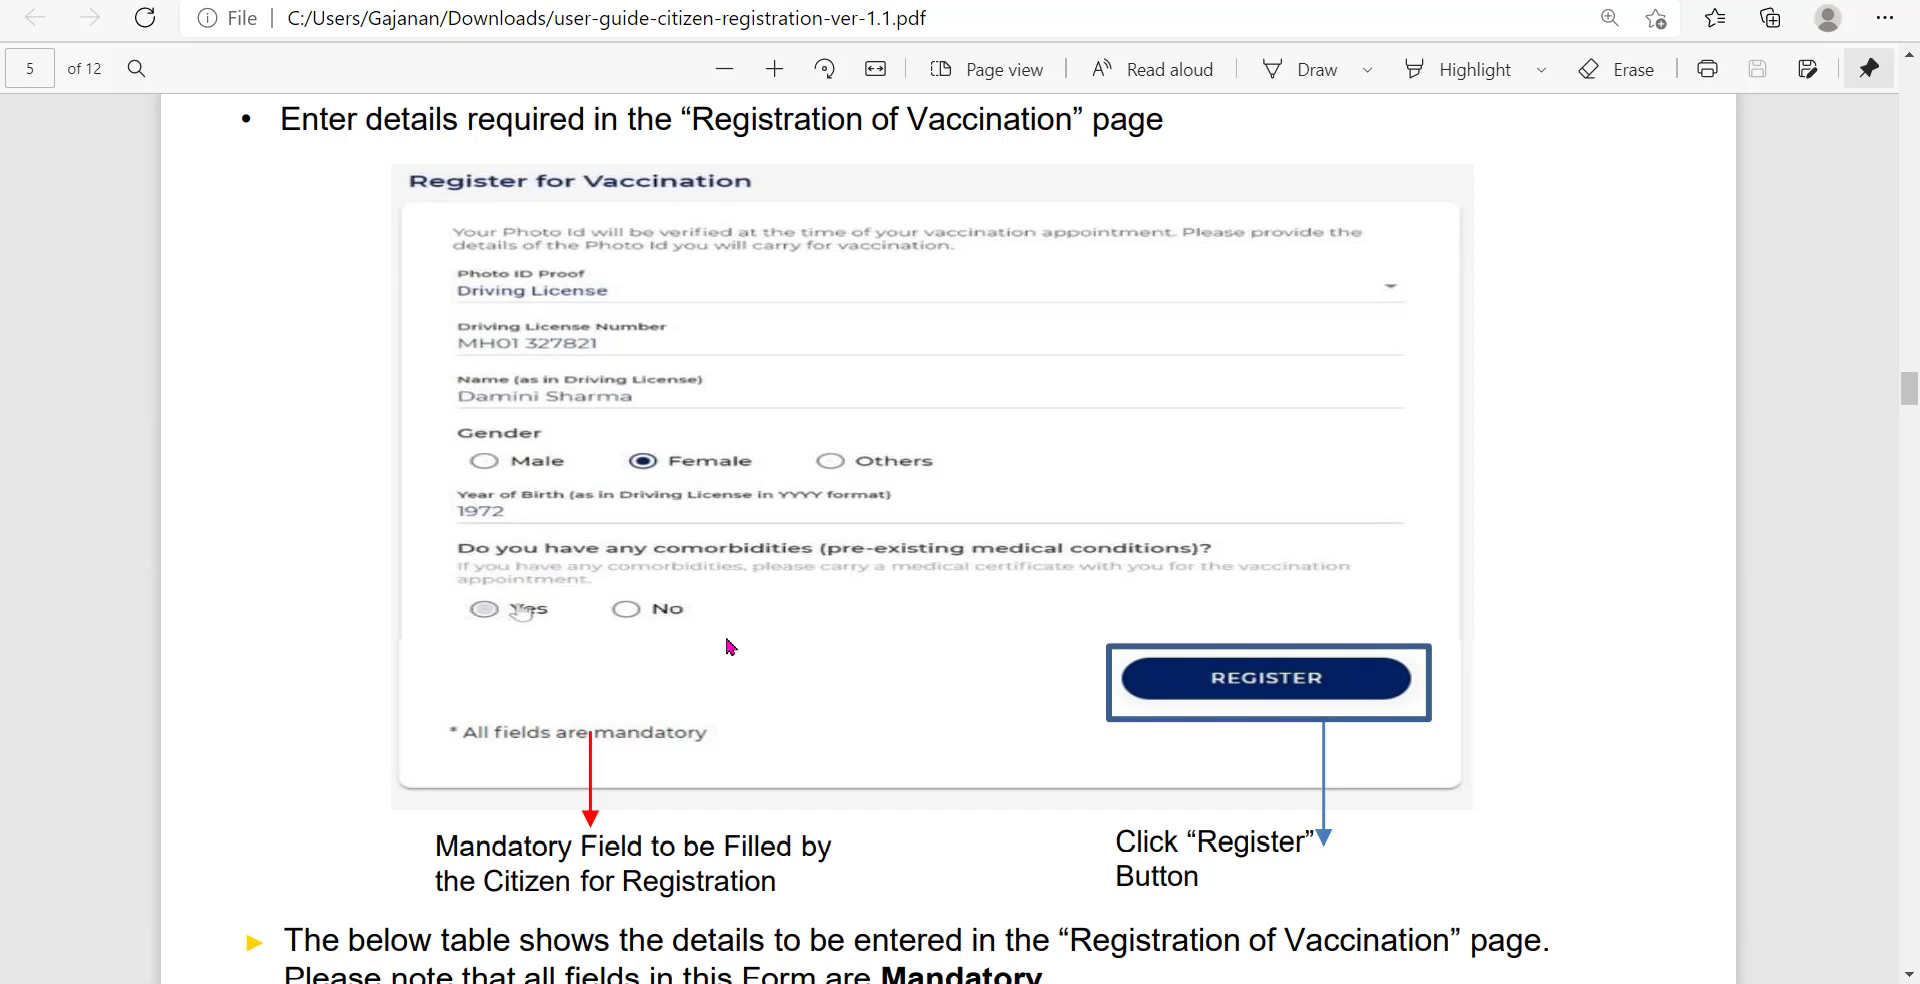 File | C:/Users/Gajanan/Downloads/user-guide-citizen-registration-ver-1.1.pdf
5 of 12 Page view Read aloud Draw Highlight Erase
• Enter details required in the “Registration of Vaccination” page
Register for Vaccination
Your Photo Id will be verified at the time of your vaccination appointment. Please provide the
details of the Photo Id you will carry for vaccination.
Photo ID Proof
Driving License
Driving License Number
MH01 327821
Name (as in Driving License)
Damini Sharma
Gender
Male Female Others
Year of Birth (as in Driving License in YYYY format)
1972
Do you have any comorbidities (pre-existing medical conditions)?
If you have any comorbidities, please carry a medical certificate with you for the vaccination
appointment.
Yes No
REGISTER
* All fields are mandatory
Mandatory Field to be Filled by
the Citizen for Registration
Click “Register”
Button
The below table shows the details to be entered in the “Registration of Vaccination” page.
Please note that all fields in this Form are Mandatory